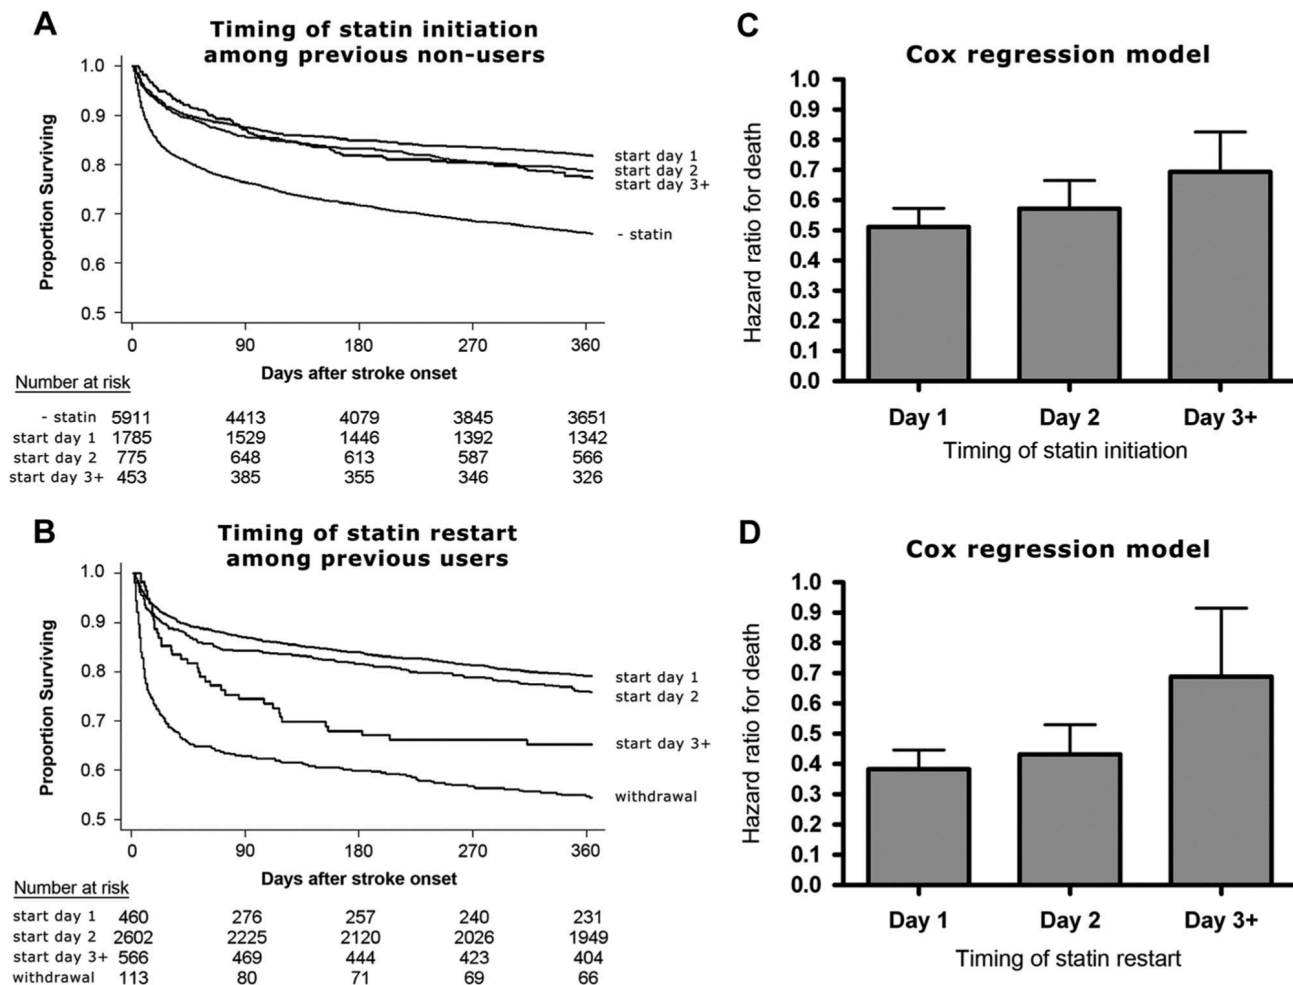 A
Timing of statin initiation
among previous non-users
Proportion Surviving
1.0
0.9
0.8
0.7
0.6
0.5
start day 1
start day 2
start day 3+
- statin
0 90 180 270 360
Days after stroke onset
Number at risk
- statin 5911 4413 4079 3845 3651
start day 1 1785 1529 1446 1392 1342
start day 2 775 648 613 587 566
start day 3+ 453 385 355 346 326
B
Timing of statin restart
among previous users
Proportion Surviving
1.0
0.9
0.8
0.7
0.6
0.5
start day 1
start day 2
start day 3+
withdrawal
0 90 180 270 360
Days after stroke onset
Number at risk
start day 1 460 276 257 240 231
start day 2 2602 2225 2120 2026 1949
start day 3+ 566 469 444 423 404
withdrawal 113 80 71 69 66
C
Cox regression model
Hazard ratio for death
1.0
0.9
0.8
0.7
0.6
0.5
0.4
0.3
0.2
0.1
0.0
Day 1 Day 2 Day 3+
Timing of statin initiation
D
Cox regression model
Hazard ratio for death
1.0
0.9
0.8
0.7
0.6
0.5
0.4
0.3
0.2
0.1
0.0
Day 1 Day 2 Day 3+
Timing of statin restart